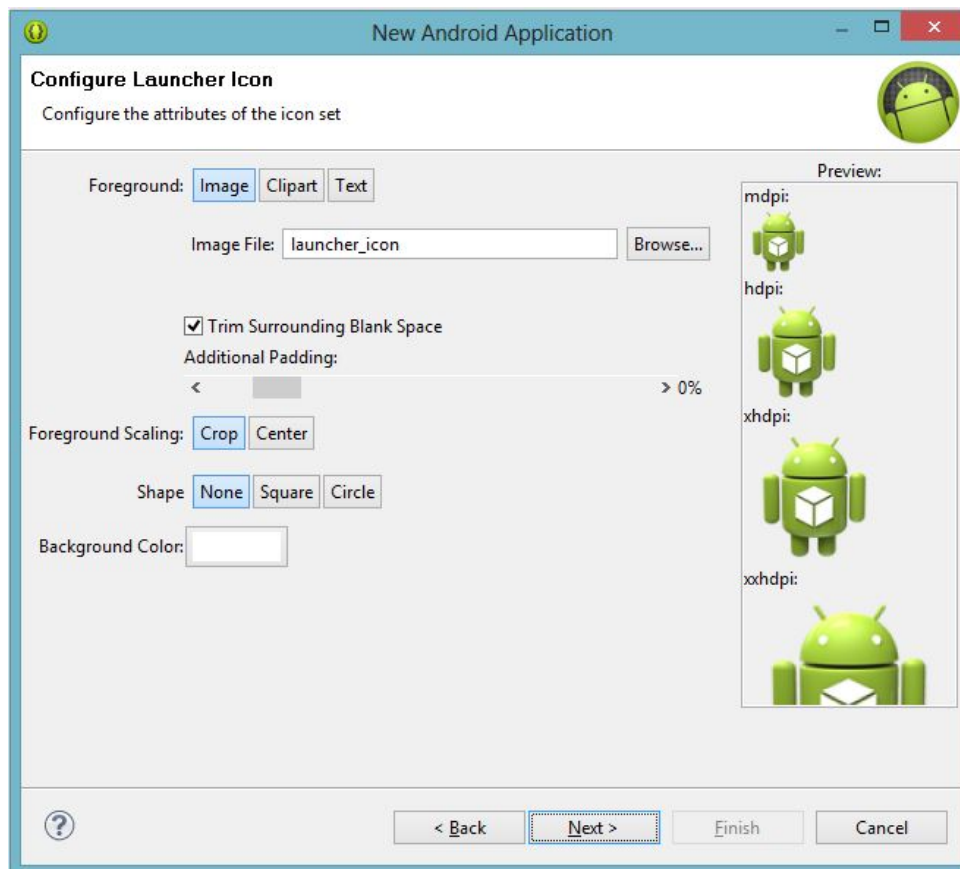 New Android Application
Configure Launcher Icon
Configure the attributes of the icon set
Foreground: Image Clipart Text
Image File: launcher_icon Browse...
Trim Surrounding Blank Space
Additional Padding:
< > 0%
Foreground Scaling: Crop Center
Shape None Square Circle
Background Color:
Preview:
mdpi:
hdpi:
xhdpi:
xxhdpi:
? < Back Next > Finish Cancel